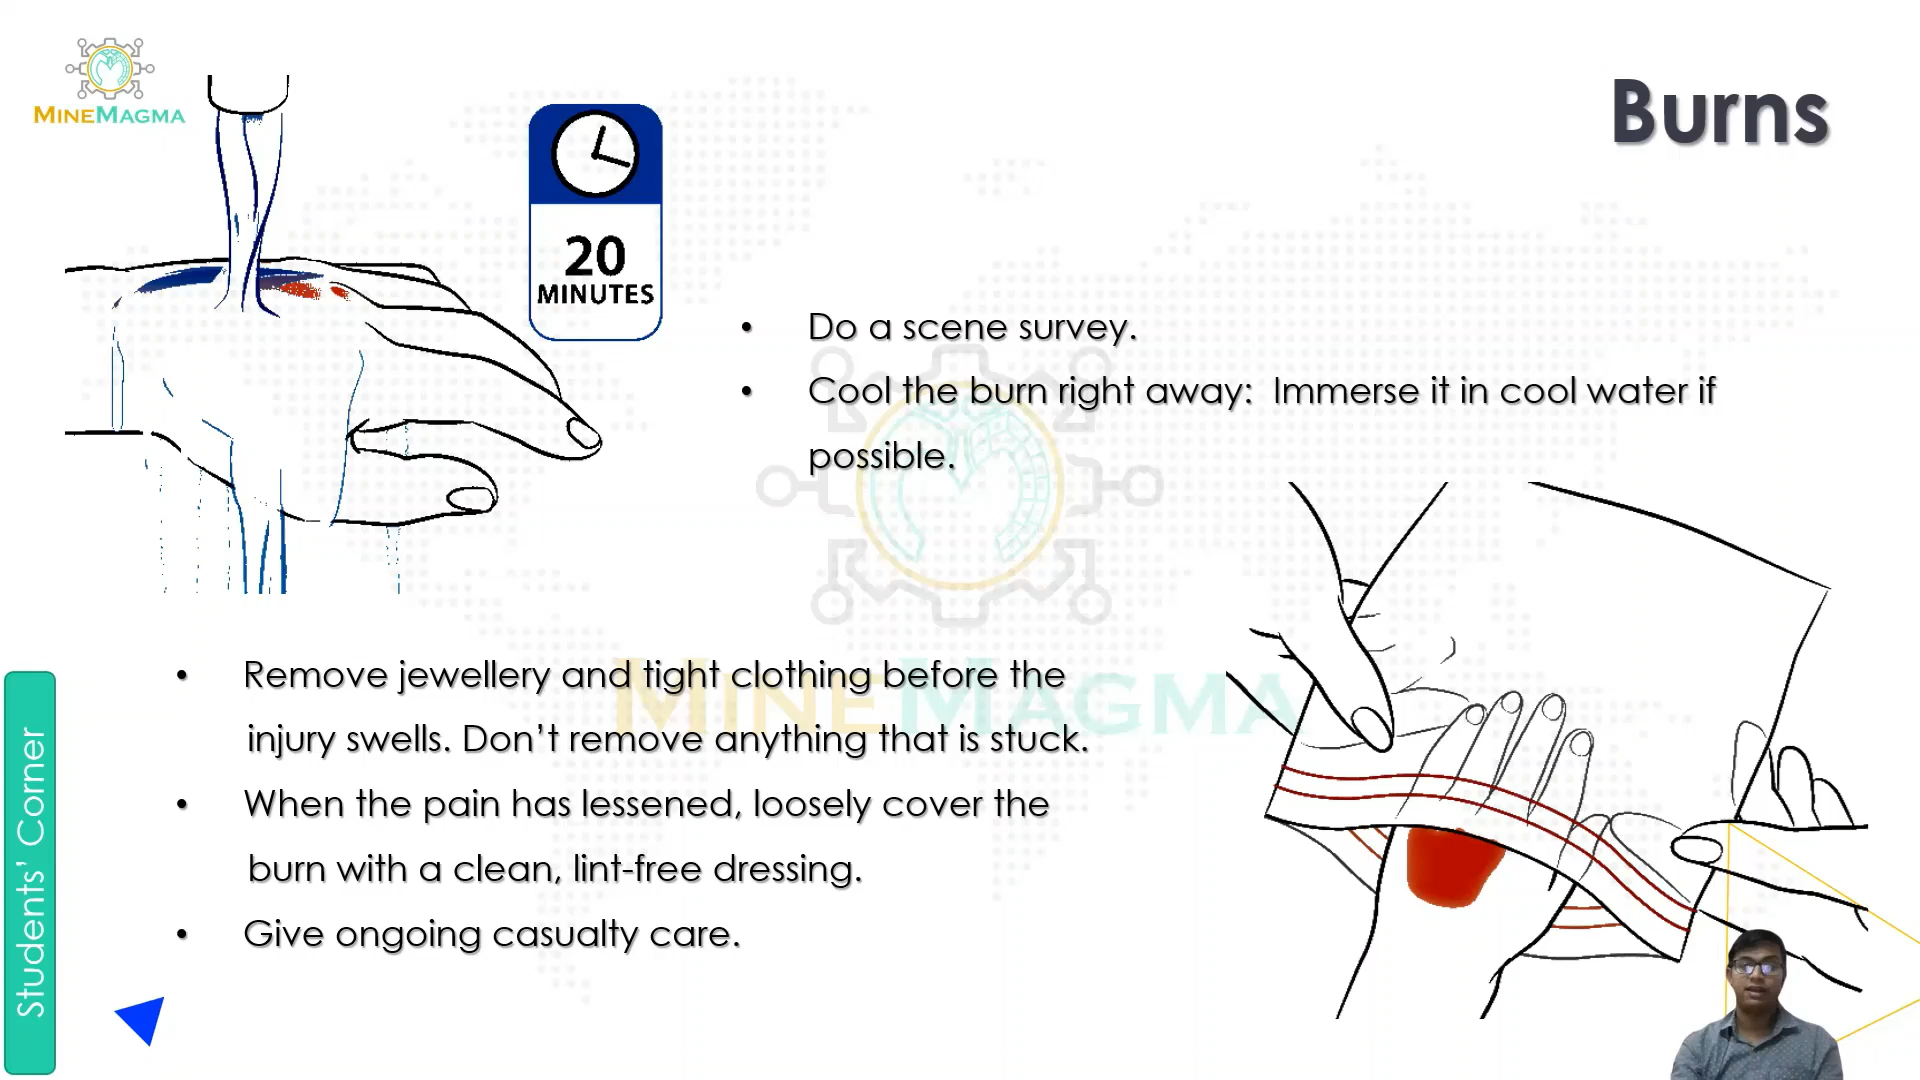 MINEMAGMA
Burns
20
MINUTES
• Do a scene survey.
• Cool the burn right away: Immerse it in cool water if
possible.
MINEMAGMA
• Remove jewellery and tight clothing before the
injury swells. Don’t remove anything that is stuck.
• When the pain has lessened, loosely cover the
burn with a clean, lint-free dressing.
• Give ongoing casualty care.
Students’ Corner